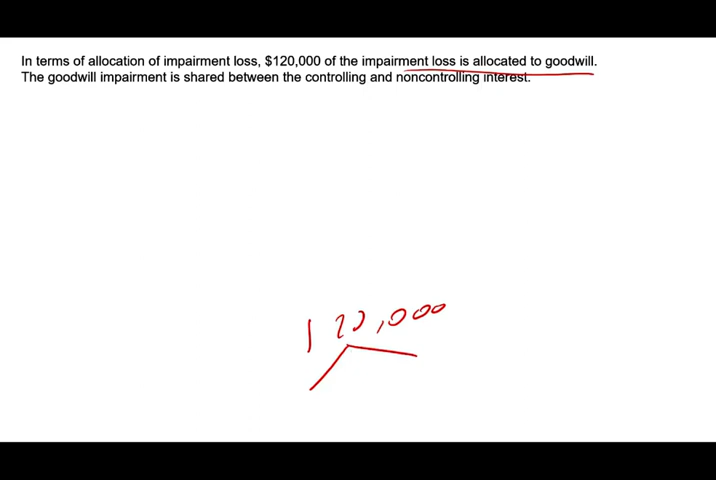 In terms of allocation of impairment loss, $120,000 of the impairment loss is allocated to goodwill.
The goodwill impairment is shared between the controlling and noncontrolling interest.
120,000